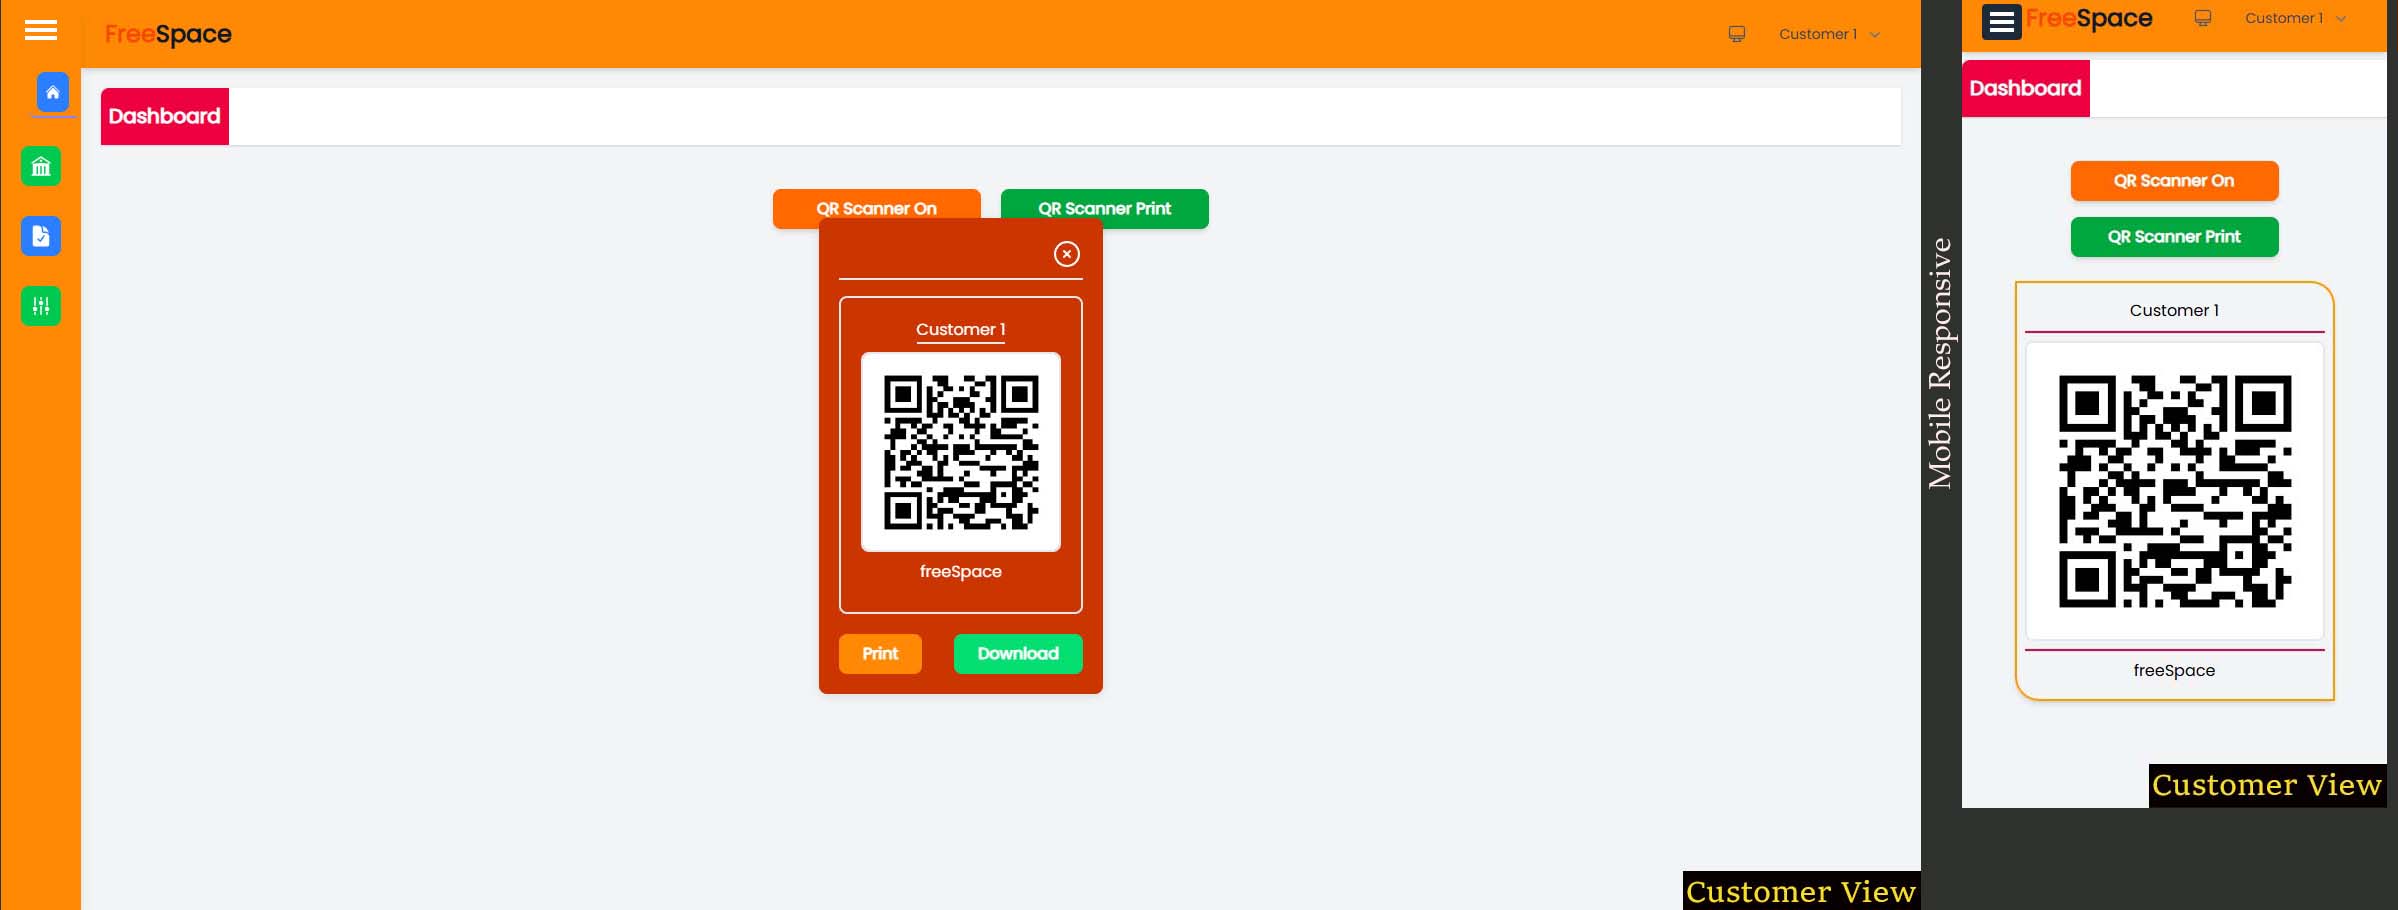 FreeSpace
Customer 1
Dashboard
QR Scanner On
QR Scanner Print
Customer 1
freeSpace
Print
Download
Customer View
Mobile Responsive
FreeSpace
Customer 1
Dashboard
QR Scanner On
QR Scanner Print
Customer 1
freeSpace
Customer View